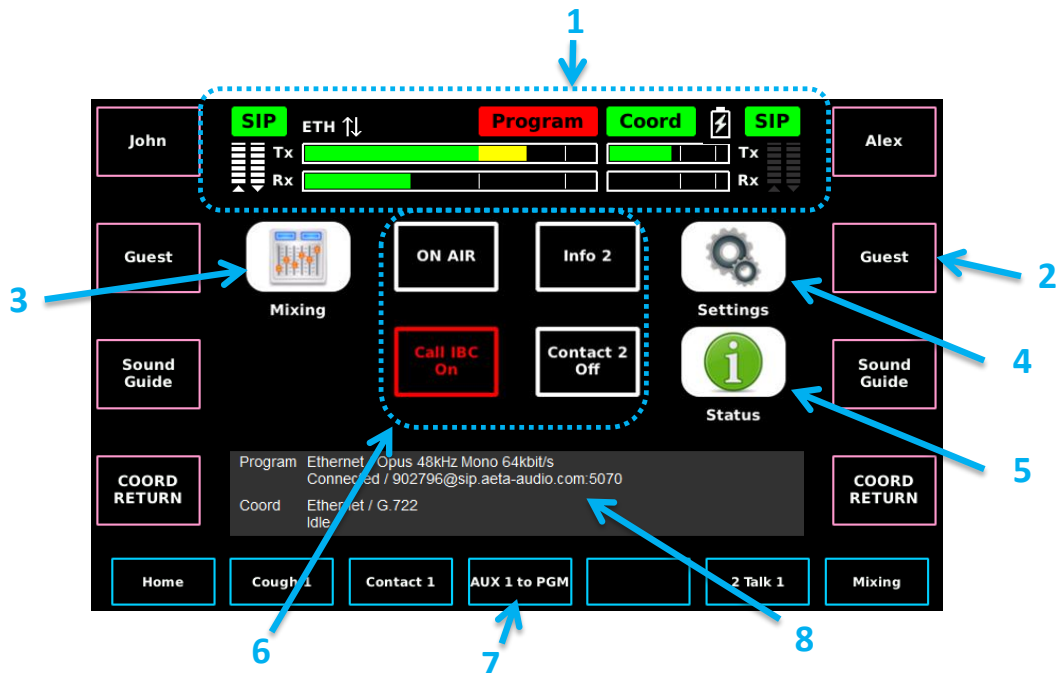 1
SIP
ETH
Program
Coord
SIP
John
Tx
Tx
Alex
Rx
Rx
Guest
ON AIR
Info 2
Guest
2
3
Mixing
Settings
Sound
Guide
Call IBC
On
Contact 2
Off
Sound
Guide
4
Status
Program Ethernet / Opus 48kHz Mono 64kbit/s
Connected / 902796@sip.aeta-audio.com:5070
Coord Ethernet / G.722
Idle
COORD
RETURN
COORD
RETURN
5
Home
Cough 1
Contact 1
AUX 1 to PGM
2 Talk 1
Mixing
6
7
8